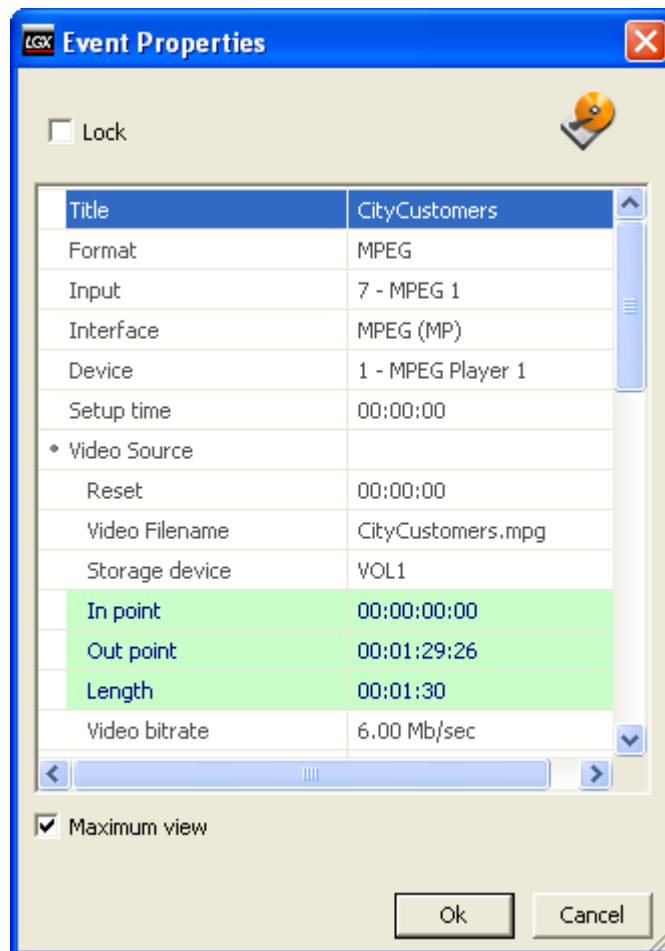 LGX Event Properties
Lock
Title CityCustomers
Format MPEG
Input 7 - MPEG 1
Interface MPEG (MP)
Device 1 - MPEG Player 1
Setup time 00:00:00
Video Source
Reset 00:00:00
Video Filename CityCustomers.mpg
Storage device VOL1
In point 00:00:00:00
Out point 00:01:29:26
Length 00:01:30
Video bitrate 6.00 Mb/sec
Maximum view
Ok Cancel